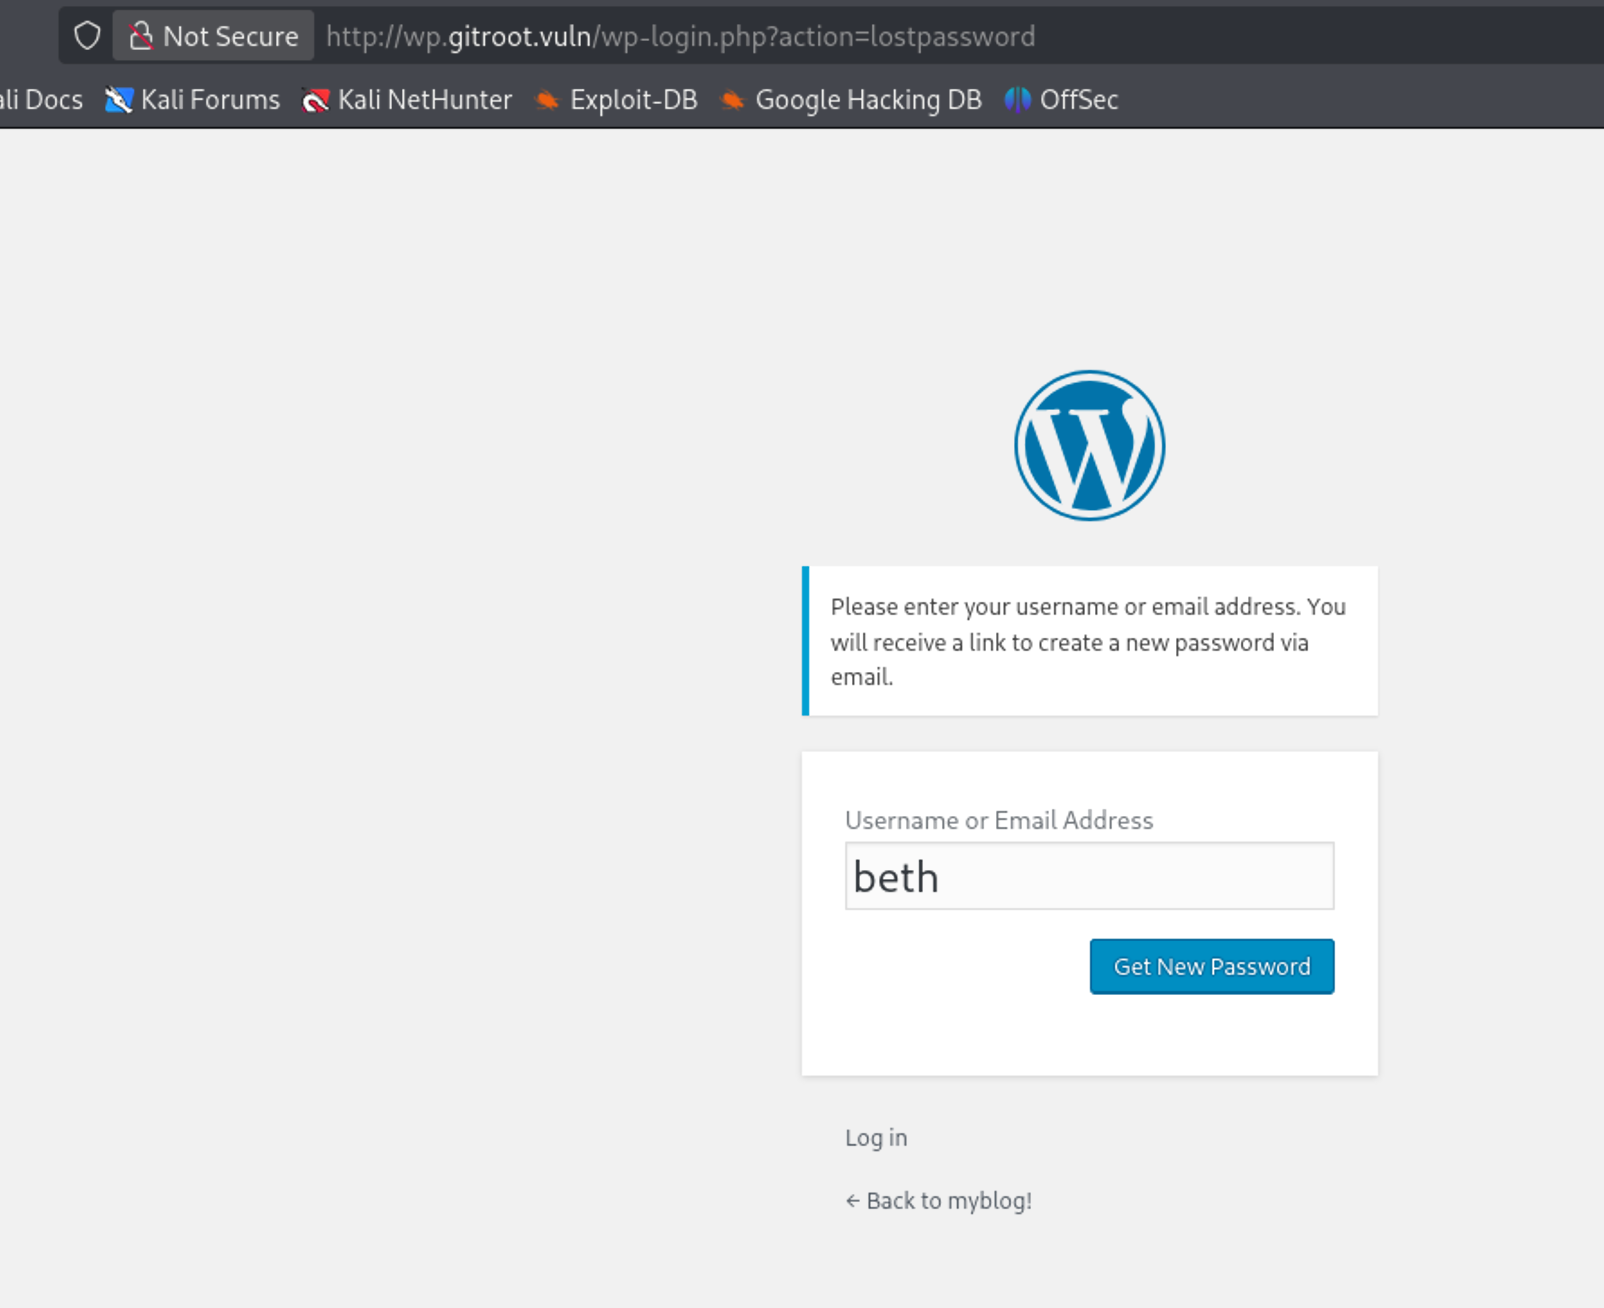 Not Secure http://wp.gitroot.vuln/wp-login.php?action=lostpassword
ali Docs Kali Forums Kali NetHunter Exploit-DB Google Hacking DB OffSec
Please enter your username or email address. You
will receive a link to create a new password via
email.
Username or Email Address
beth
Get New Password
Log in
← Back to myblog!